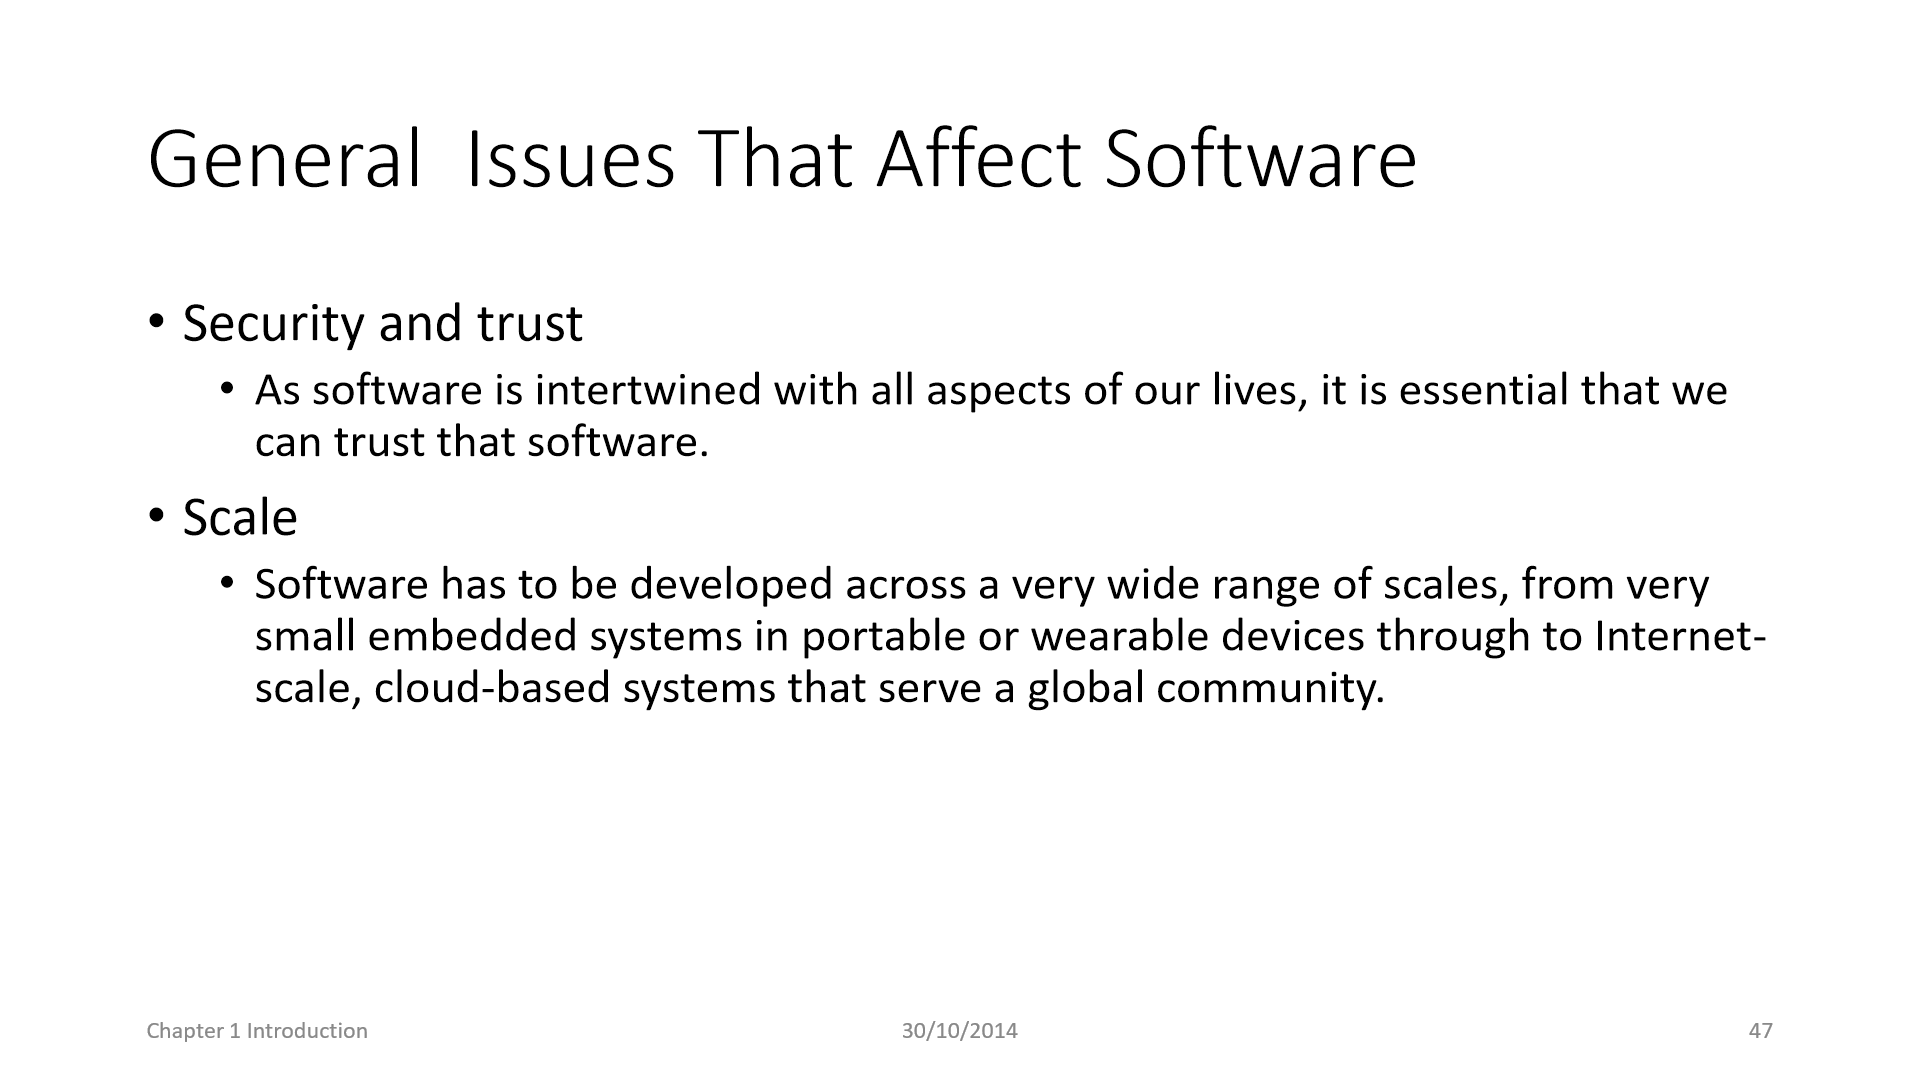 General  Issues That Affect Software
• Security and trust
• As software is intertwined with all aspects of our lives, it is essential that we
can trust that software.
• Scale
• Software has to be developed across a very wide range of scales, from very
small embedded systems in portable or wearable devices through to Internet-
scale, cloud-based systems that serve a global community.
Chapter 1 Introduction
30/10/2014
47